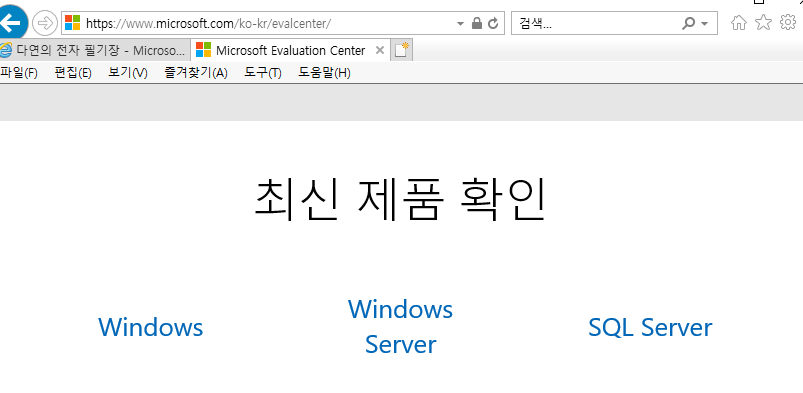 https://www.microsoft.com/ko-kr/evalcenter/
검색...
다연의 전자 필기장 - Microso...
Microsoft Evaluation Center
파일(F) 편집(E) 보기(V) 즐겨찾기(A) 도구(T) 도움말(H)
최신 제품 확인
Windows
Windows
Server
SQL Server